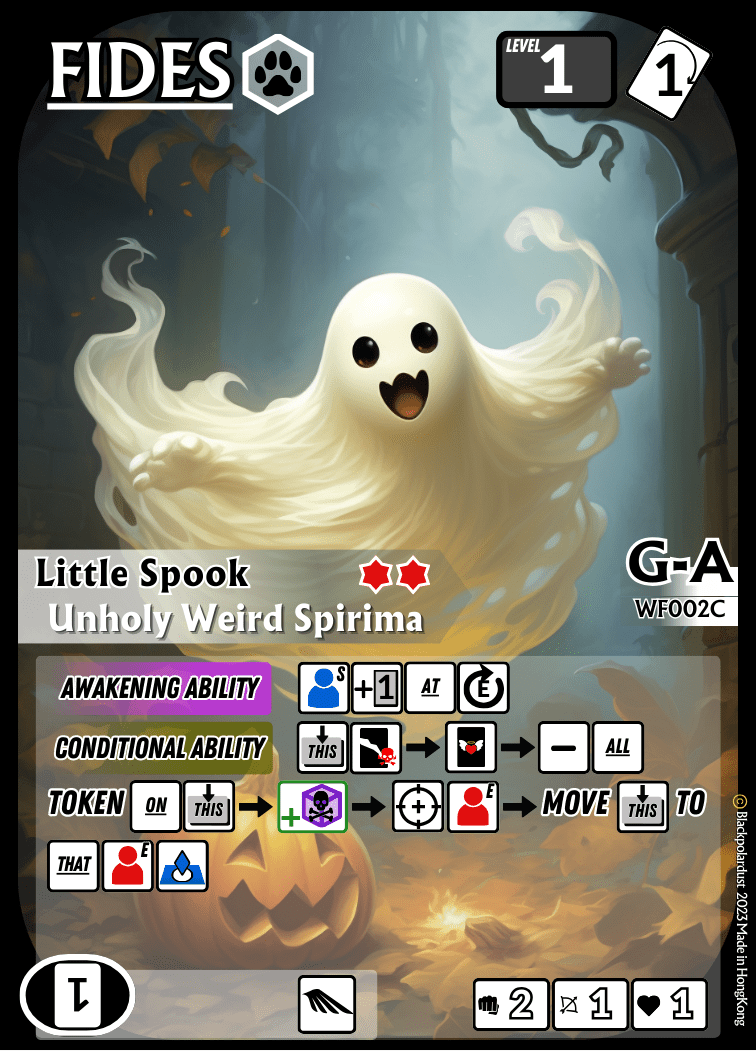 FIDES
LEVEL 1
1
Little Spook
Unholy Weird Spirima
G-A
WF002C
AWAKENING ABILITY S +1 AT E
CONDITIONAL ABILITY THIS - ALL
TOKEN ON THIS + E MOVE THIS TO
THAT E
1
2 1 1
© Blackpolardust 2023 Made in HongKong